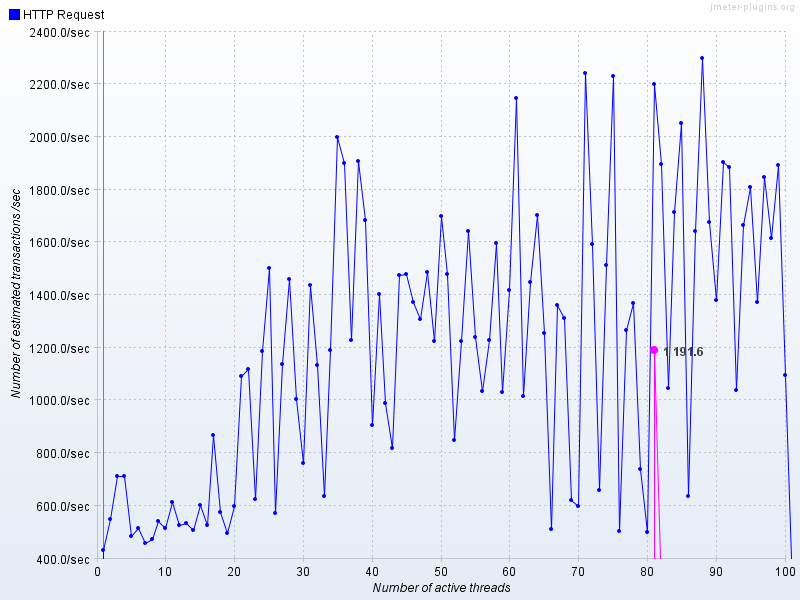 jmeter-plugins.org
HTTP Request
2400.0/sec
2200.0/sec
2000.0/sec
1800.0/sec
1600.0/sec
1400.0/sec
1200.0/sec
1000.0/sec
800.0/sec
600.0/sec
400.0/sec
Number of estimated transactions /sec
1 191.6
0 10 20 30 40 50 60 70 80 90 100
Number of active threads